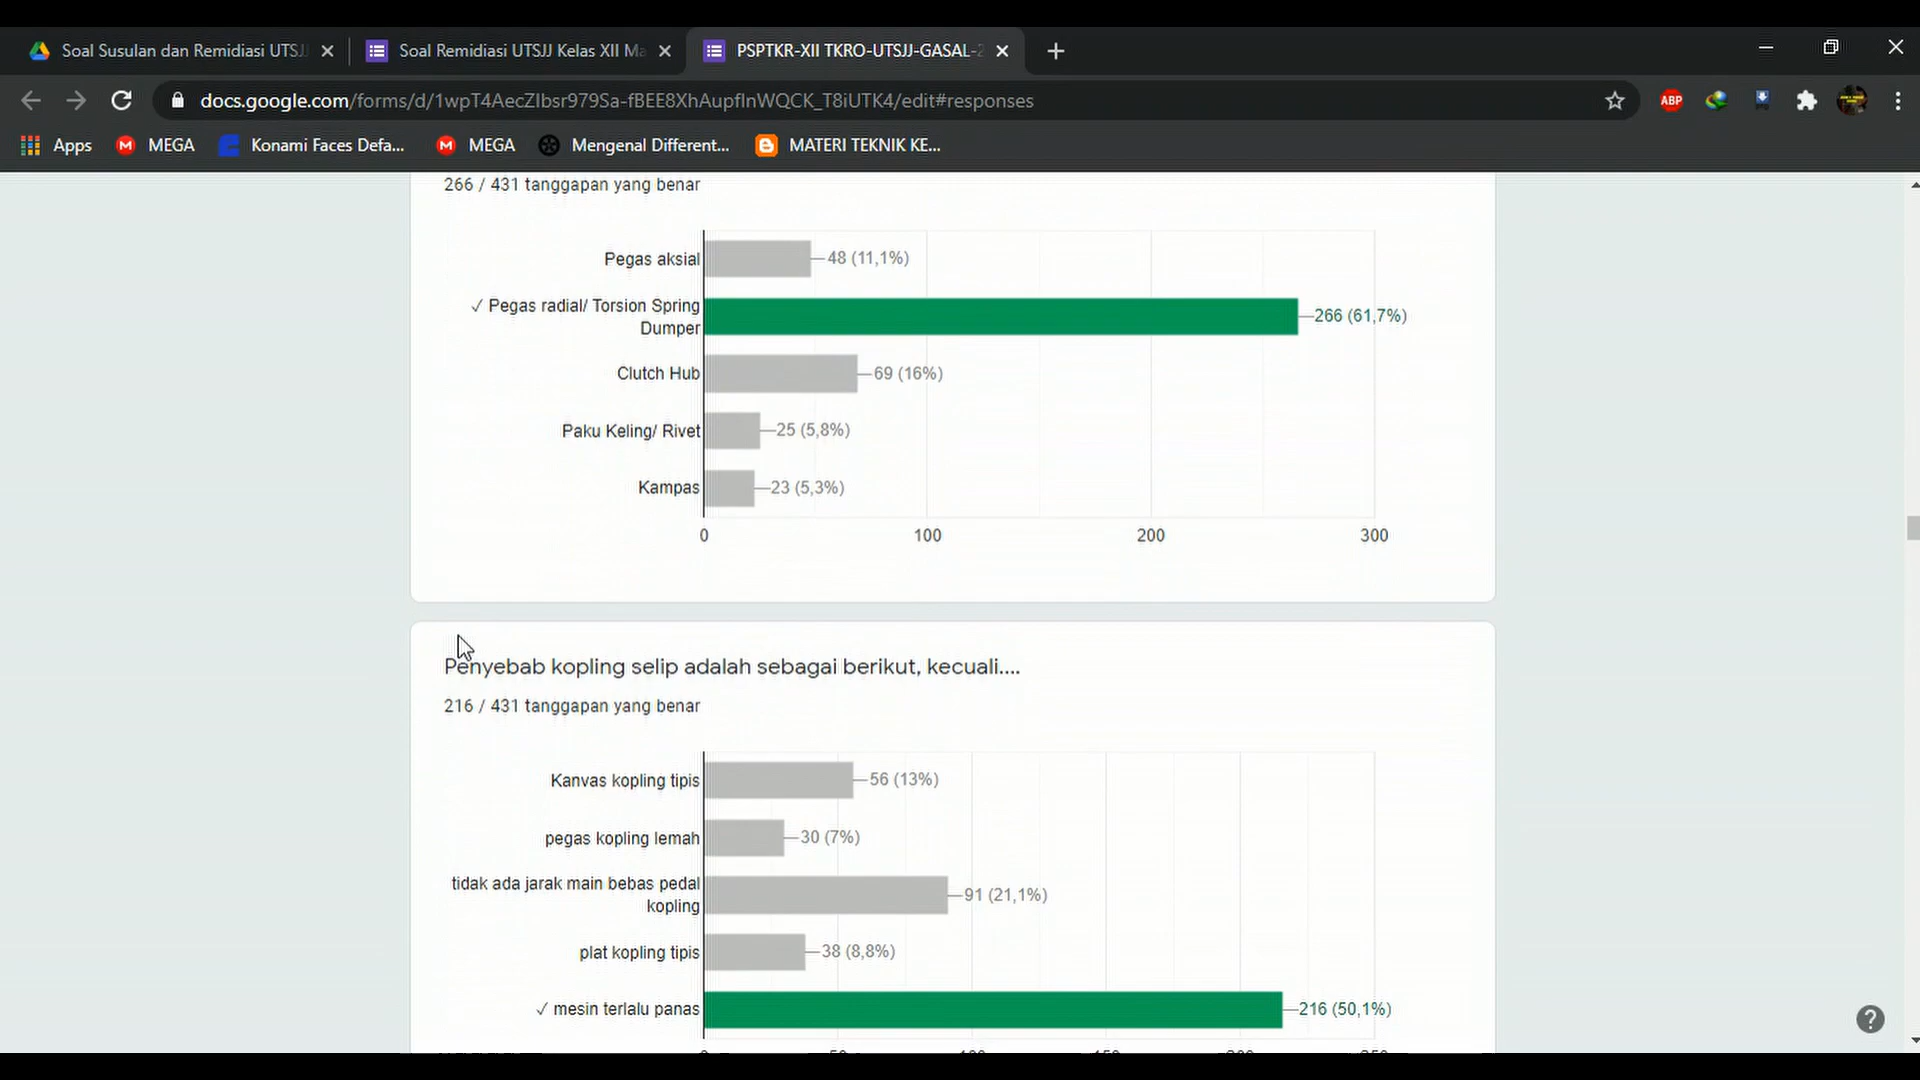 Soal Susulan dan Remidiasi UTSJJ
Soal Remidiasi UTSJJ Kelas XII Ma
PSPTKR-XII TKRO-UTSJJ-GASAL-2
docs.google.com/forms/d/1wpT4AecZIbsr979Sa-fBEE8XhAupfInWQCK_T8iUTK4/edit#responses
ABP
Apps
MEGA
Konami Faces Defa...
MEGA
Mengenal Different...
MATERI TEKNIK KE...
266 / 431 tanggapan yang benar
Pegas aksial
48 (11,1%)
✓ Pegas radial/ Torsion Spring
Dumper
266 (61,7%)
Clutch Hub
69 (16%)
Paku Keling/ Rivet
25 (5,8%)
Kampas
23 (5,3%)
0 100 200 300
Penyebab kopling selip adalah sebagai berikut, kecuali....
216 / 431 tanggapan yang benar
Kanvas kopling tipis
56 (13%)
pegas kopling lemah
30 (7%)
tidak ada jarak main bebas pedal
kopling
91 (21,1%)
plat kopling tipis
38 (8,8%)
✓ mesin terlalu panas
216 (50,1%)